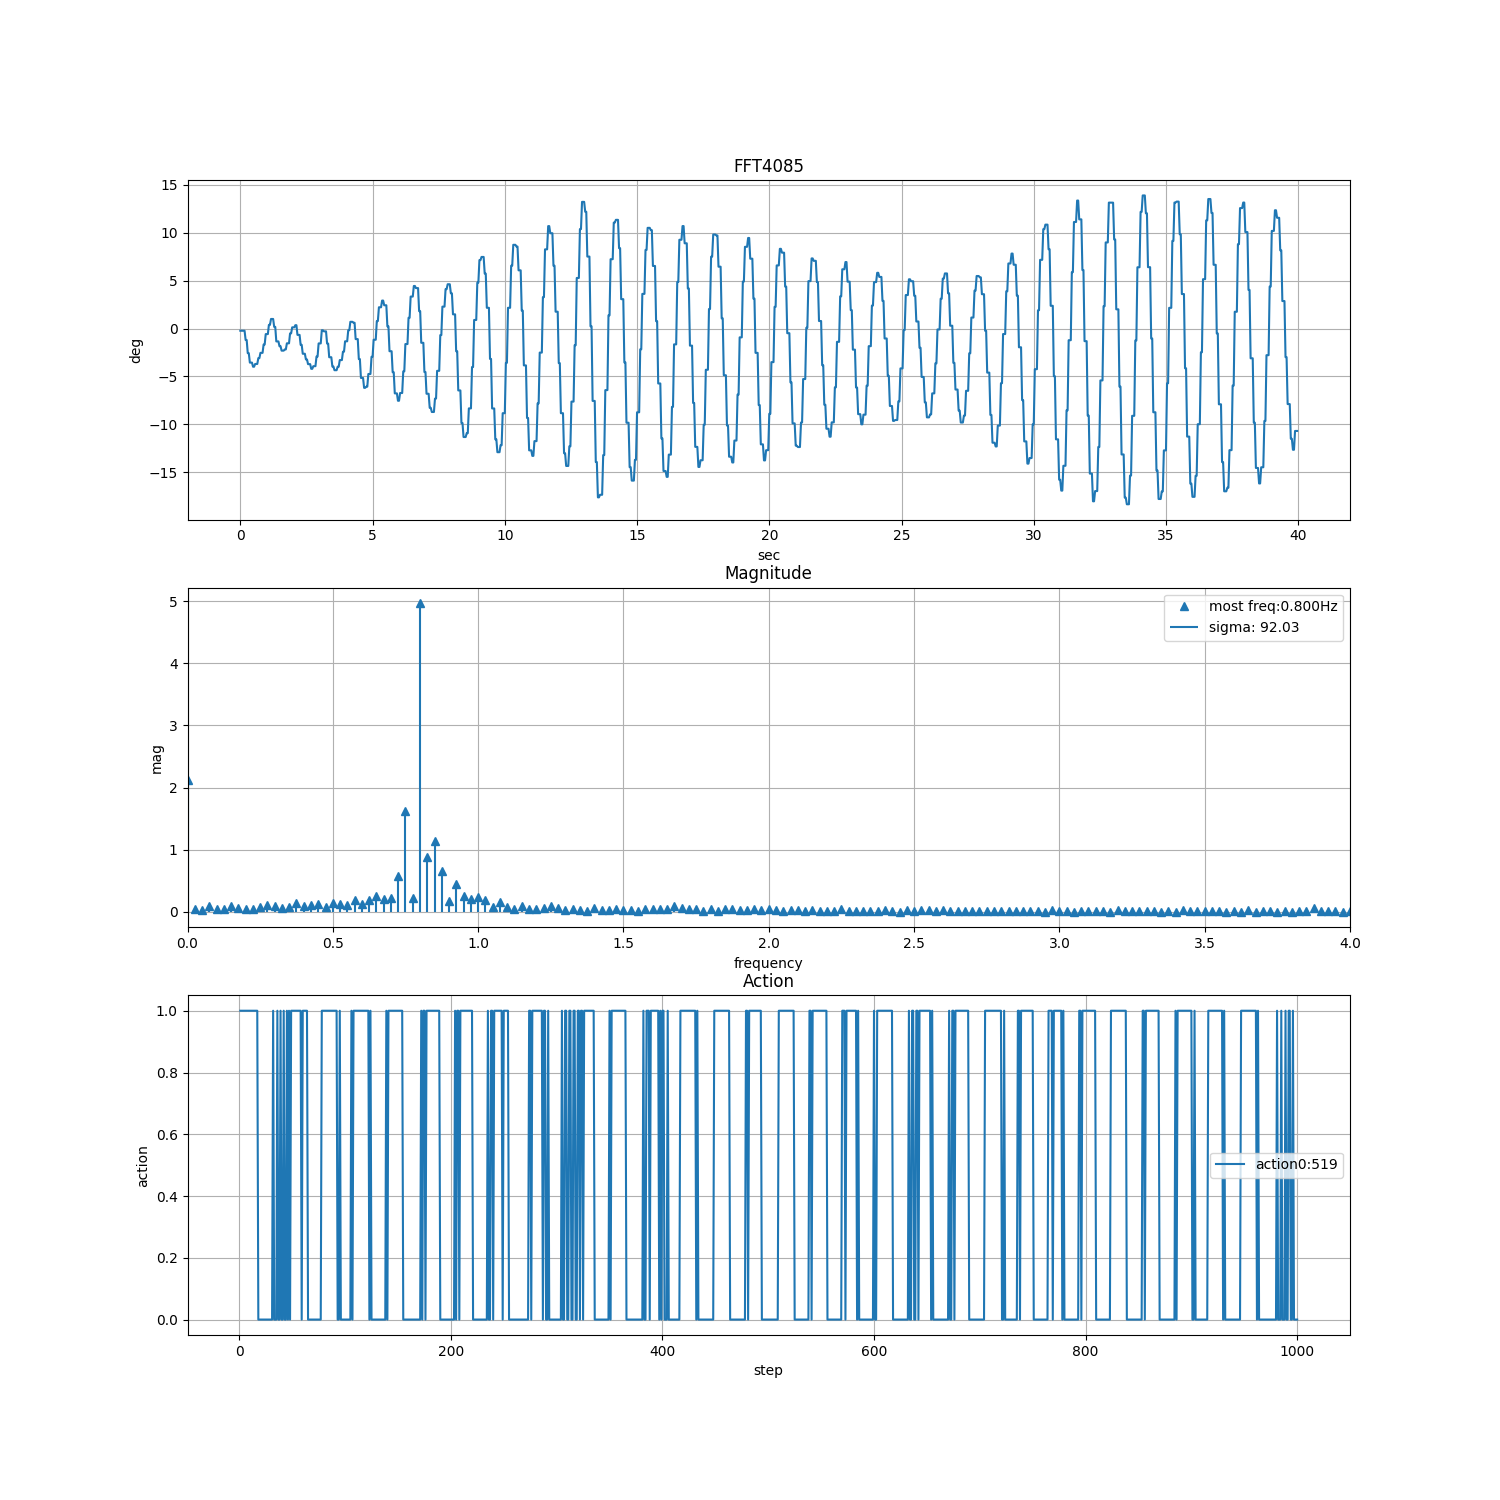 FFT4085
15
10
5
0
−5
−10
−15
deg
0 5 10 15 20 25 30 35 40
sec
Magnitude
5
4
3
2
1
0
mag
most freq:0.800Hz
sigma: 92.03
0.0 0.5 1.0 1.5 2.0 2.5 3.0 3.5 4.0
frequency
Action
1.0
0.8
0.6
0.4
0.2
0.0
action
action0:519
0 200 400 600 800 1000
step